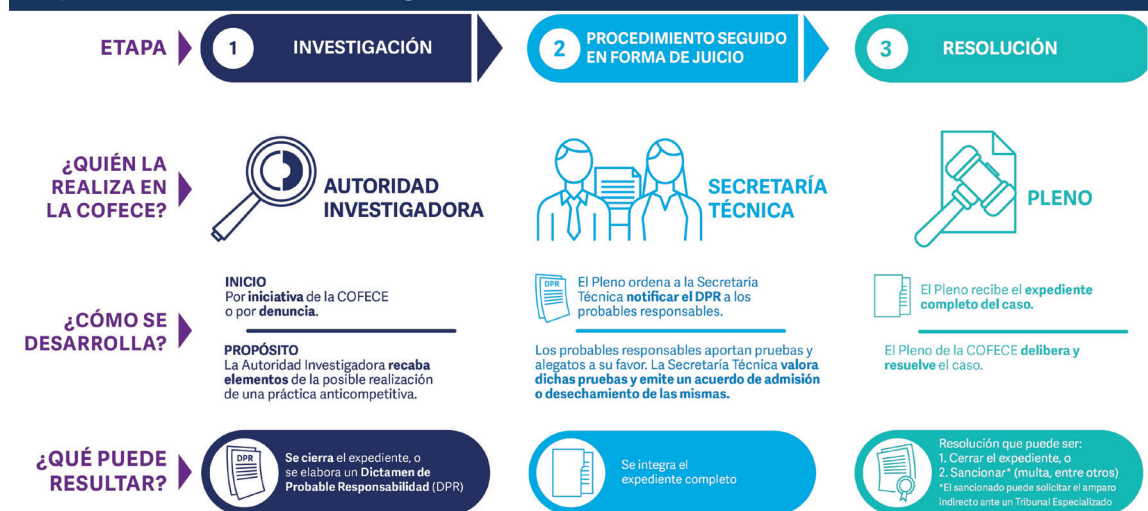 ETAPA
1
INVESTIGACIÓN
2
PROCEDIMIENTO SEGUIDO
EN FORMA DE JUICIO
3
RESOLUCIÓN
¿QUIÉN LA
REALIZA EN
LA COFECE?
AUTORIDAD
INVESTIGADORA
SECRETARÍA
TÉCNICA
PLENO
¿CÓMO SE
DESARROLLA?
INICIO
Por iniciativa de la COFECE
o por denuncia.
PROPÓSITO
La Autoridad Investigadora recaba
elementos de la posible realización
de una práctica anticompetitiva.
DPR
El Pleno ordena a la Secretaría
Técnica notificar el DPR a los
probables responsables.
Los probables responsables aportan pruebas y
alegatos a su favor. La Secretaría Técnica valora
dichas pruebas y emite un acuerdo de admisión
o desechamiento de las mismas.
El Pleno recibe el expediente
completo del caso.
El Pleno de la COFECE delibera y
resuelve el caso.
¿QUÉ PUEDE
RESULTAR?
DPR
Se cierra el expediente, o
se elabora un Dictamen de
Probable Responsabilidad (DPR)
Se integra el
expediente completo
Resolución que puede ser:
1. Cerrar el expediente, o
2. Sancionar* (multa, entre otros)
*El sancionado puede solicitar el amparo
indirecto ante un Tribunal Especializado